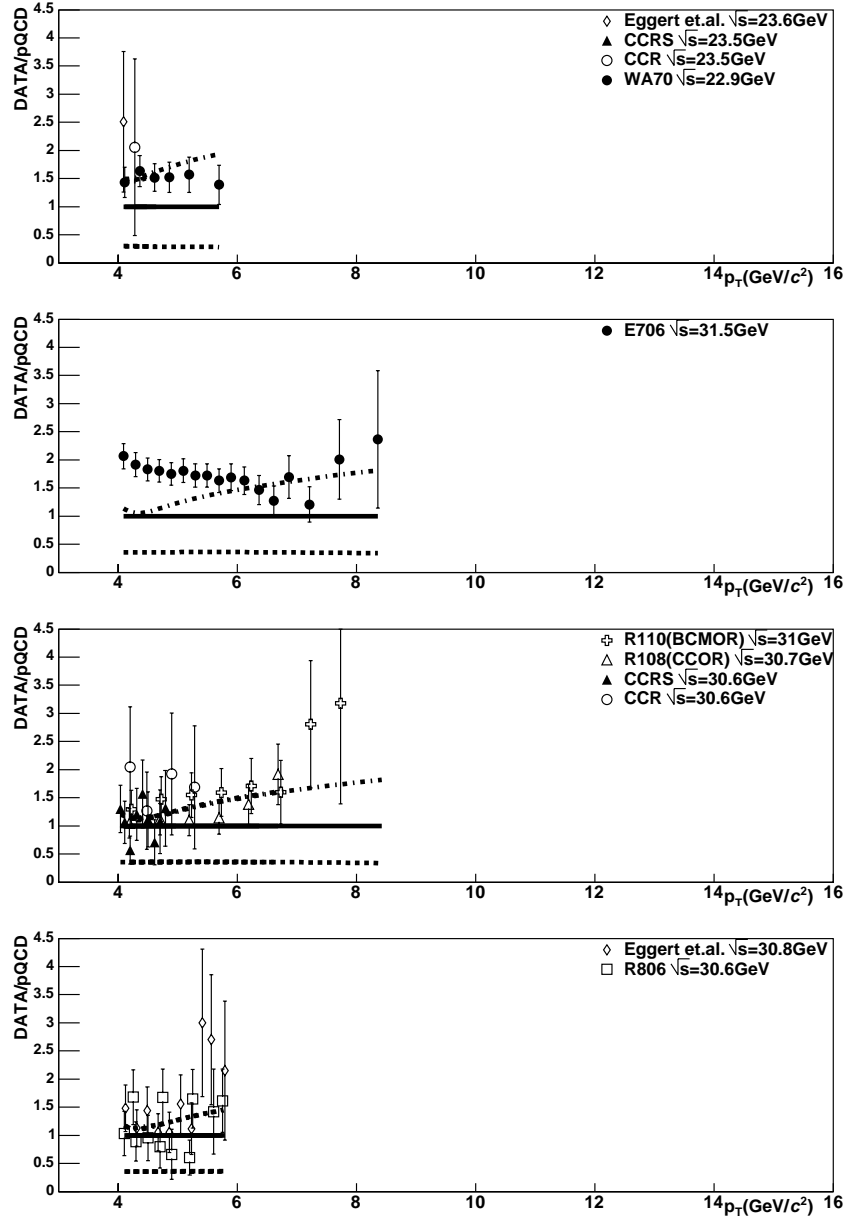 DATA/pQCD
4.5
4
3.5
3
2.5
2
1.5
1
0.5
0
Eggert et.al. √s=23.6GeV
CCRS √s=23.5GeV
CCR √s=23.5GeV
WA70 √s=22.9GeV
4 6 8 10 12 14 16
p_T(GeV/c²)
DATA/pQCD
4.5
4
3.5
3
2.5
2
1.5
1
0.5
0
E706 √s=31.5GeV
4 6 8 10 12 14 16
p_T(GeV/c²)
DATA/pQCD
4.5
4
3.5
3
2.5
2
1.5
1
0.5
0
R110(BCMOR) √s=31GeV
R108(CCOR) √s=30.7GeV
CCRS √s=30.6GeV
CCR √s=30.6GeV
4 6 8 10 12 14 16
p_T(GeV/c²)
DATA/pQCD
4.5
4
3.5
3
2.5
2
1.5
1
0.5
0
Eggert et.al. √s=30.8GeV
R806 √s=30.6GeV
4 6 8 10 12 14 16
p_T(GeV/c²)